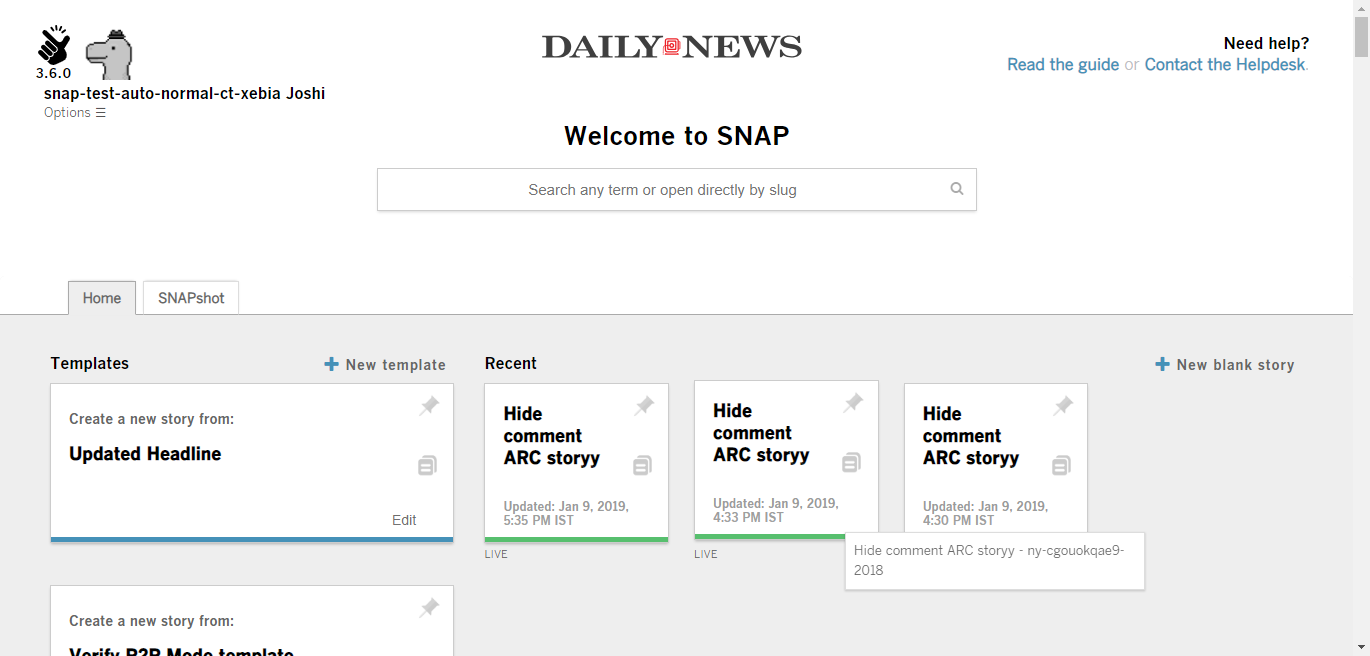 3.6.0
snap-test-auto-normal-ct-xebia Joshi
Options ☰
DAILY NEWS
Need help?
Read the guide or Contact the Helpdesk.
Welcome to SNAP
Search any term or open directly by slug
Home
SNAPshot
Templates
New template
Create a new story from:
Updated Headline
Edit
Create a new story from:
Verify P2P Mode template
Recent
New blank story
Hide
comment
ARC storyy
Updated: Jan 9, 2019,
5:35 PM IST
LIVE
Hide
comment
ARC storyy
Updated: Jan 9, 2019,
4:33 PM IST
LIVE
Hide
comment
ARC storyy
Updated: Jan 9, 2019,
4:30 PM IST
Hide comment ARC storyy - ny-cgouokqae9-
2018